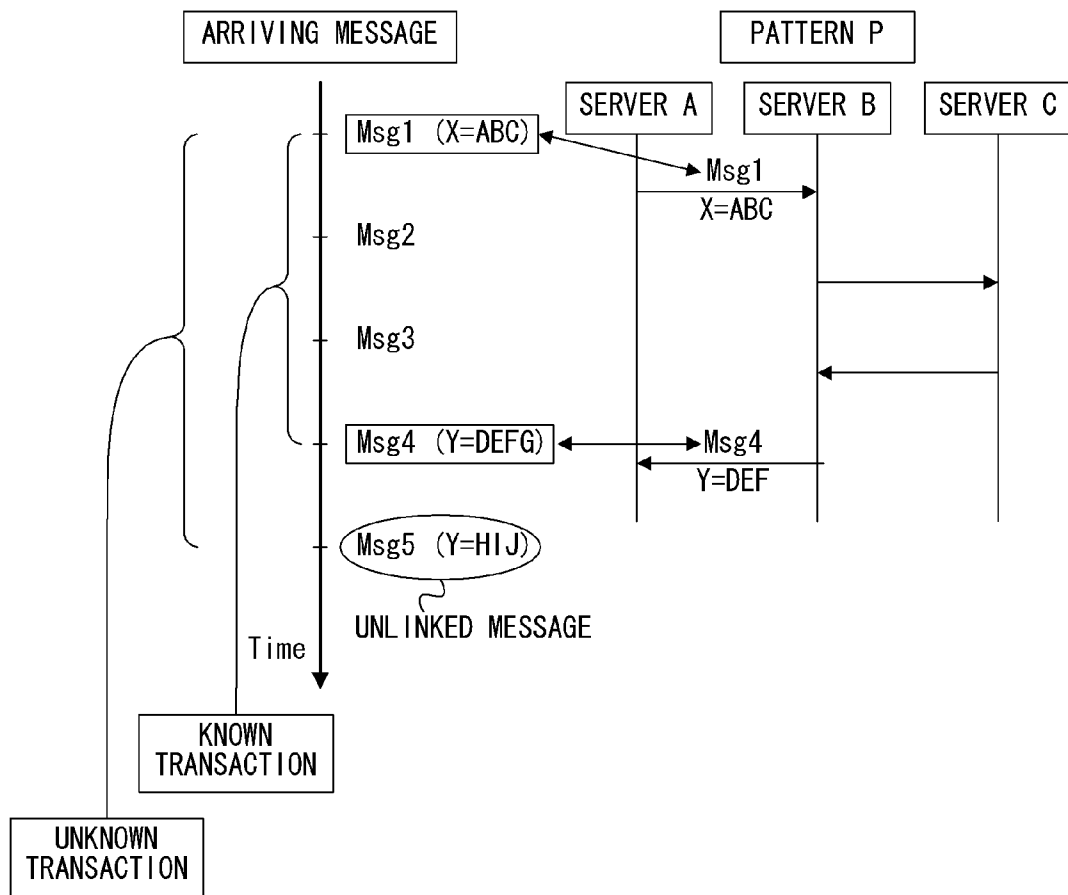 ARRIVING MESSAGE
PATTERN P
SERVER A
SERVER B
SERVER C
Msg1 (X=ABC)
Msg1
X=ABC
Msg2
Msg3
Msg4 (Y=DEFG)
Msg4
Y=DEF
Msg5 (Y=HIJ)
UNLINKED MESSAGE
Time
KNOWN
TRANSACTION
UNKNOWN
TRANSACTION